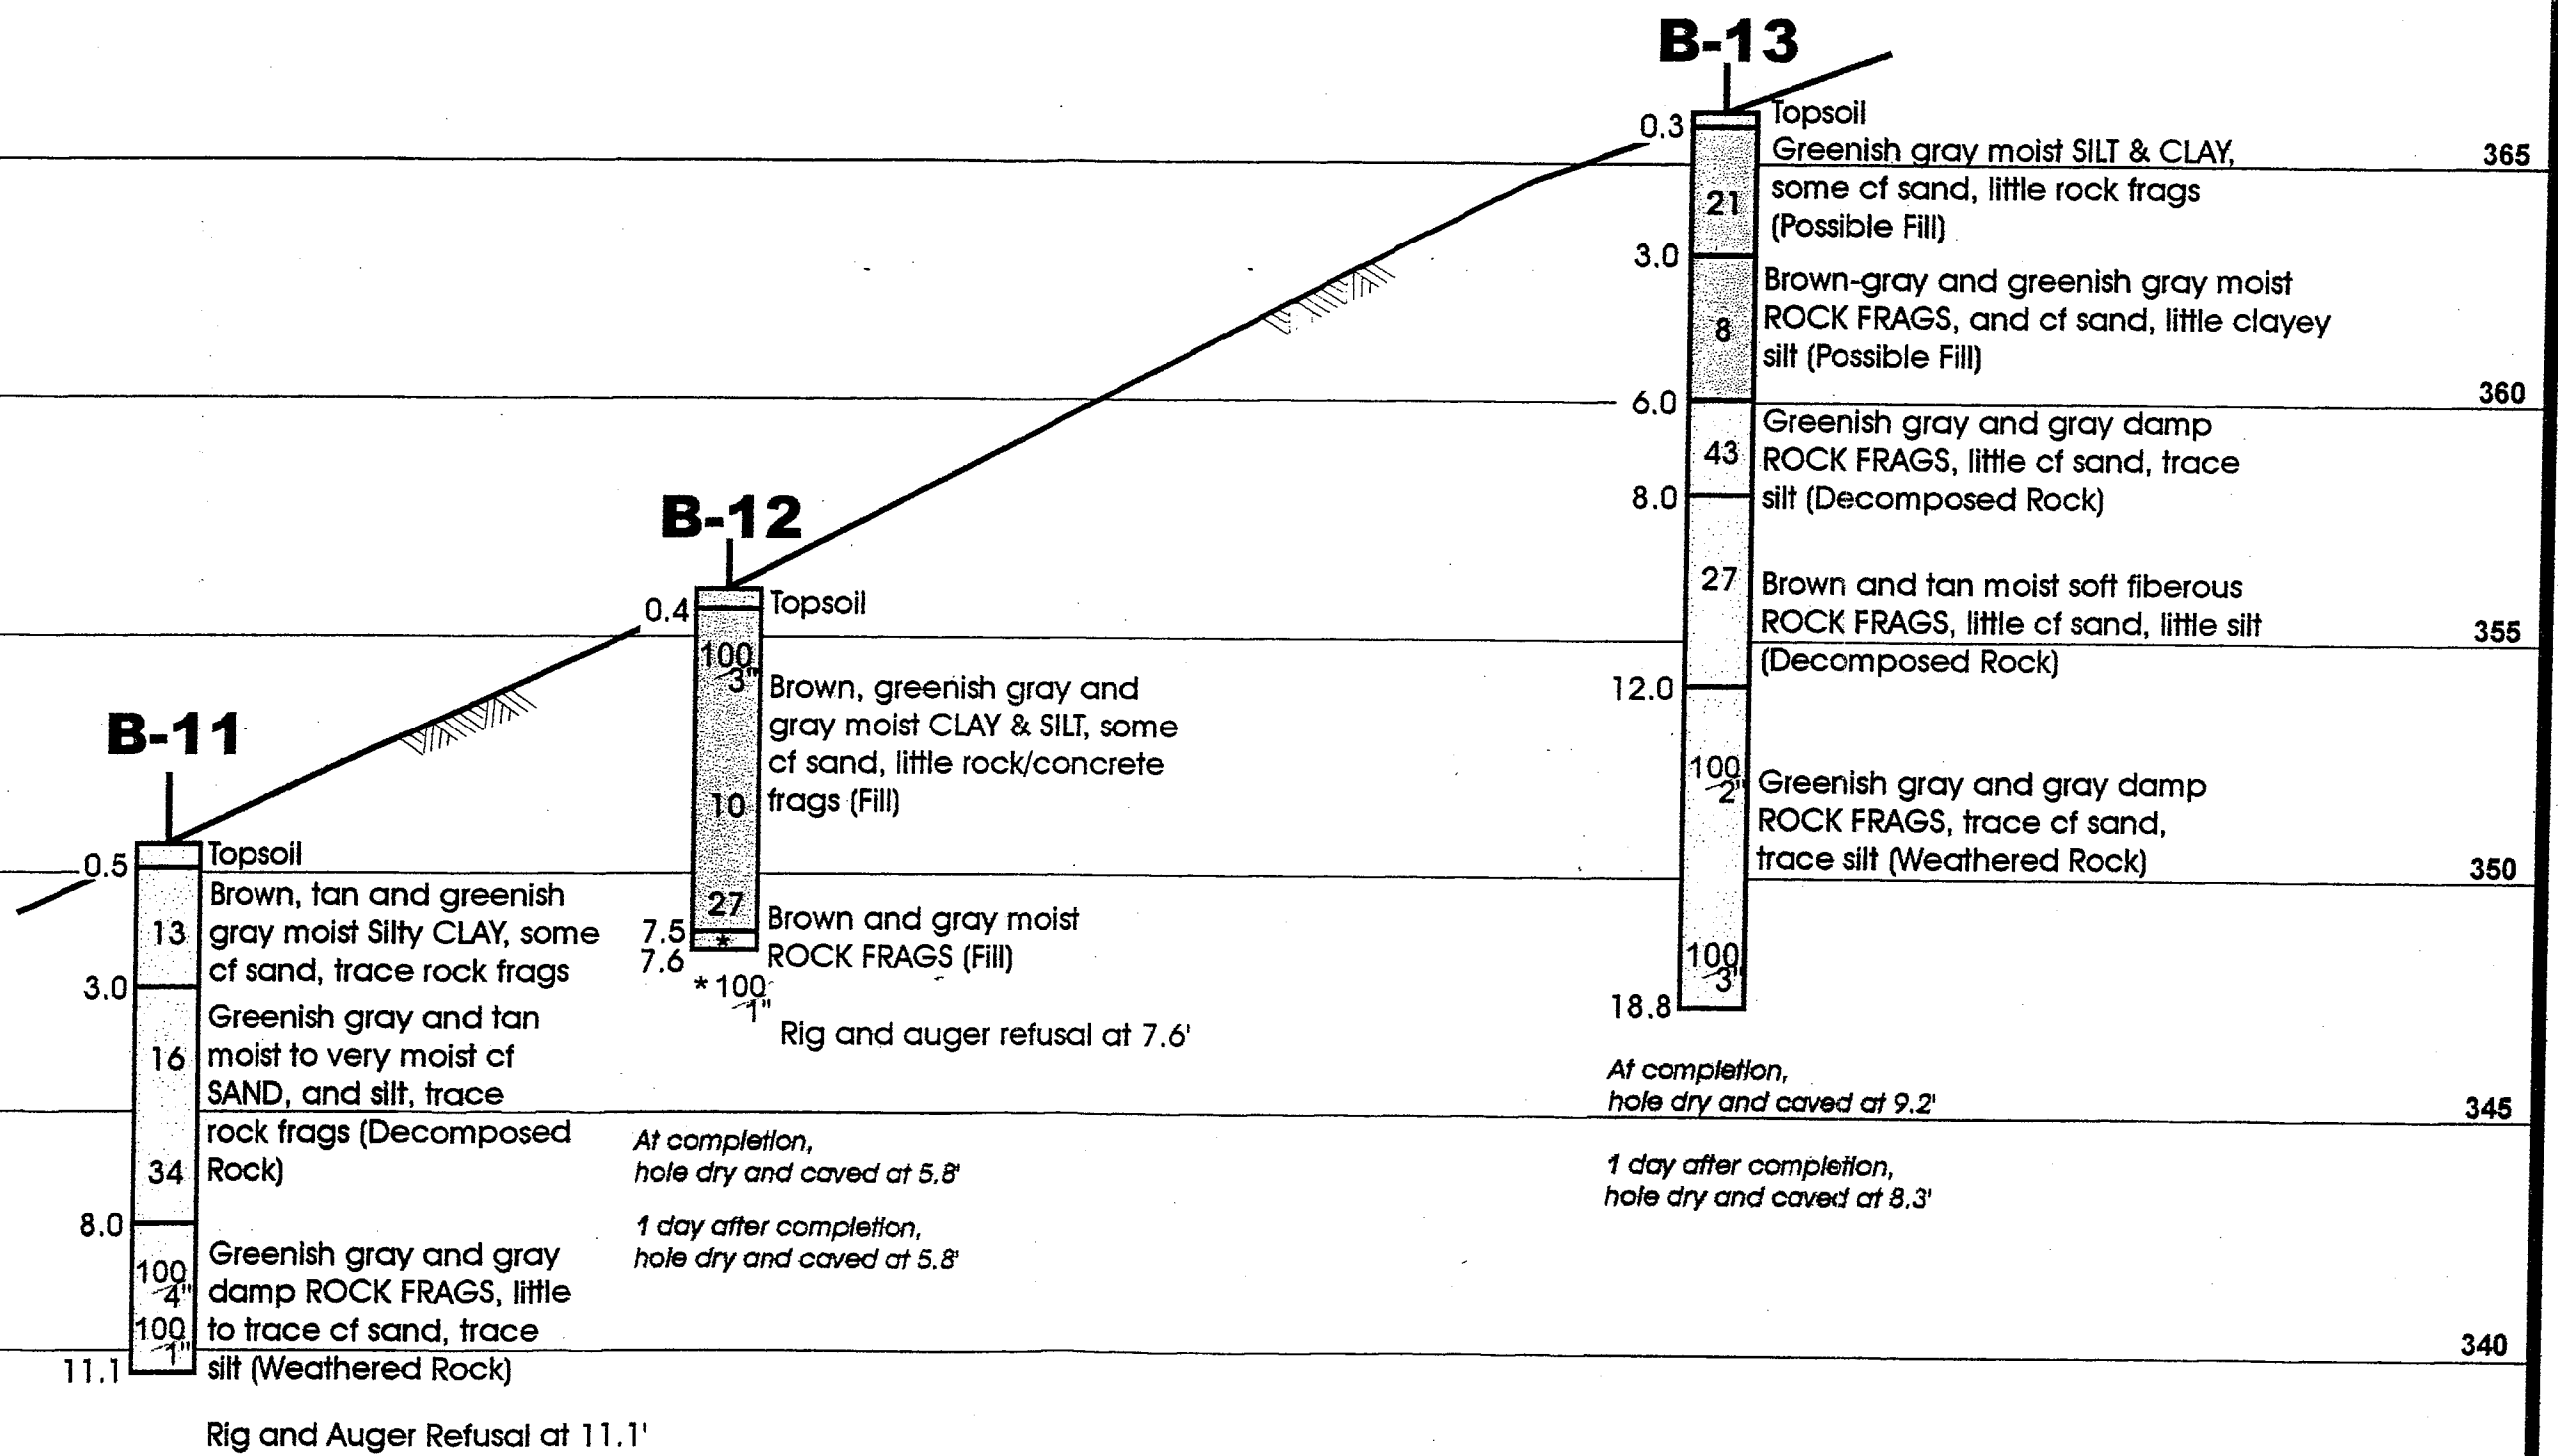 B-13
0.3
Topsoil
Greenish gray moist SILT & CLAY,
some cf sand, little rock frags
(Possible Fill)
365
21
3.0
Brown-gray and greenish gray moist
ROCK FRAGS, and cf sand, little clayey
silt (Possible Fill)
8
360
6.0
Greenish gray and gray damp
ROCK FRAGS, little cf sand, trace
silt (Decomposed Rock)
43
8.0
27
Brown and tan moist soft fiberous
ROCK FRAGS, little cf sand, little silt
(Decomposed Rock)
355
12.0
100
2"
Greenish gray and gray damp
ROCK FRAGS, trace cf sand,
trace silt (Weathered Rock)
350
100
3"
18.8
At completion,
hole dry and caved at 9.2'
345
1 day after completion,
hole dry and caved at 8.3'
340
B-12
0.4
Topsoil
100
3"
Brown, greenish gray and
gray moist CLAY & SILT, some
cf sand, little rock/concrete
frags (Fill)
10
27
7.5
*
7.6
Brown and gray moist
ROCK FRAGS (Fill)
* 100
1"
Rig and auger refusal at 7.6'
At completion,
hole dry and caved at 5.8'
1 day after completion,
hole dry and caved at 5.8'
B-11
0.5
Topsoil
Brown, tan and greenish
gray moist Silty CLAY, some
cf sand, trace rock frags
13
3.0
Greenish gray and tan
moist to very moist cf
SAND, and silt, trace
rock frags (Decomposed
Rock)
16
34
8.0
Greenish gray and gray
damp ROCK FRAGS, little
to trace cf sand, trace
silt (Weathered Rock)
100
4"
100
1"
11.1
Rig and Auger Refusal at 11.1'